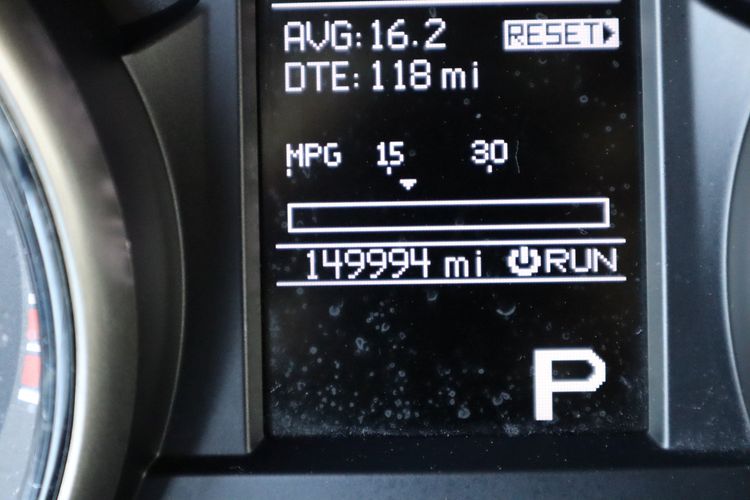 AVG: 16.2 RESET
DTE: 118 mi
MPG 15 30
149994 mi RUN
P